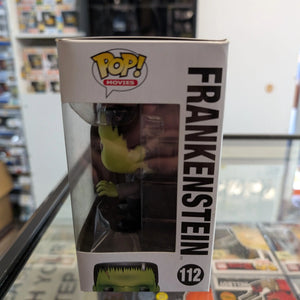 POP!
MOVIES
FRANKENSTEIN
112